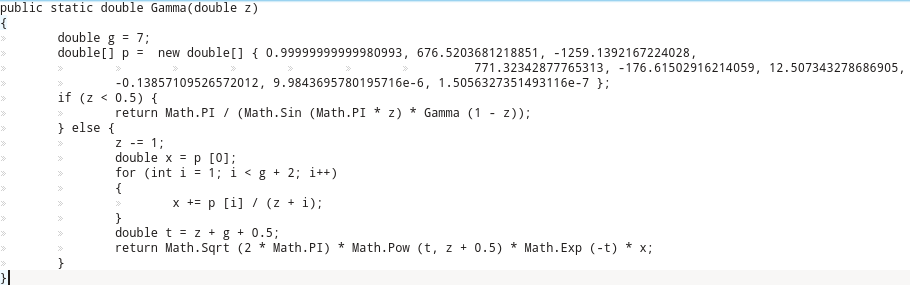 public static double Gamma(double z)
{
double g = 7;
double[] p =  new double[] { 0.99999999999980993, 676.5203681218851, -1259.1392167224028,
771.32342877765313, -176.61502916214059, 12.507343278686905,
-0.13857109526572012, 9.9843695780195716e-6, 1.5056327351493116e-7 };
if (z < 0.5) {
return Math.PI / (Math.Sin (Math.PI * z) * Gamma (1 - z));
} else {
z -= 1;
double x = p [0];
for (int i = 1; i < g + 2; i++)
{
x += p [i] / (z + i);
}
double t = z + g + 0.5;
return Math.Sqrt (2 * Math.PI) * Math.Pow (t, z + 0.5) * Math.Exp (-t) * x;
}
}